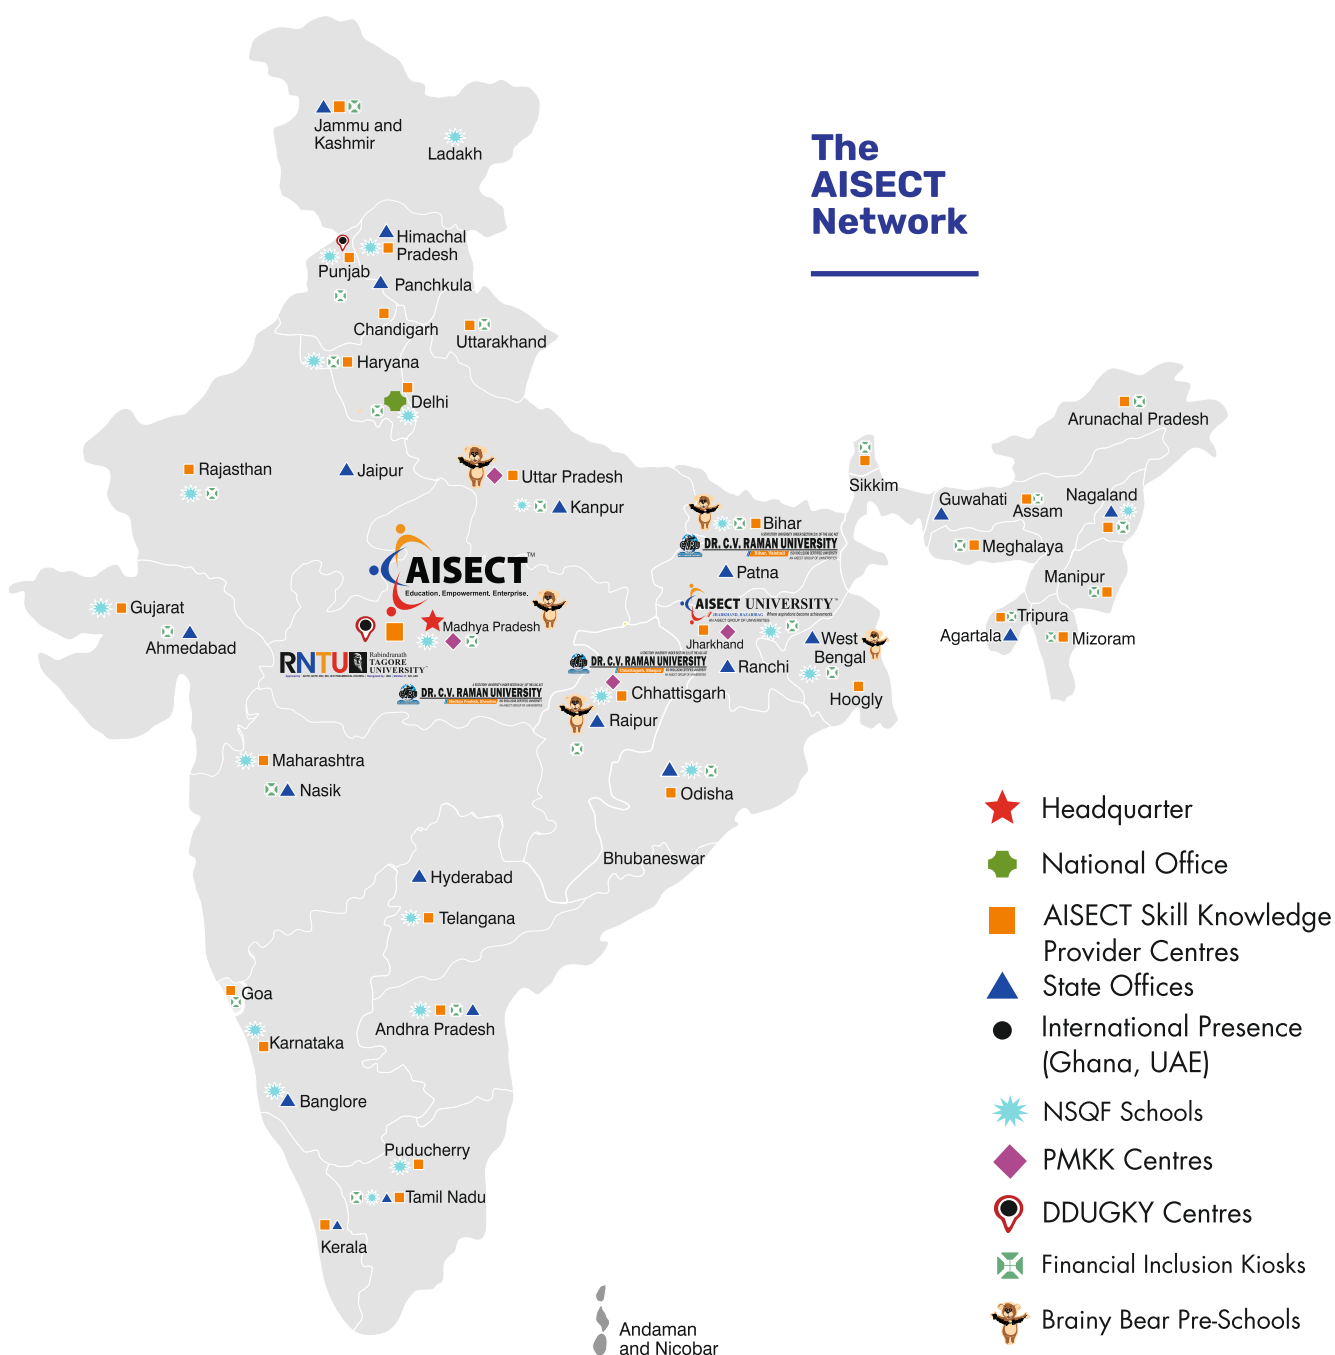 The
AISECT
Network
Jammu and
Kashmir
Ladakh
Himachal
Pradesh
Punjab
Panchkula
Chandigarh
Uttarakhand
Haryana
Delhi
Arunachal Pradesh
Rajasthan
Jaipur
Uttar Pradesh
Kanpur
Sikkim
Guwahati
Assam
Nagaland
Bihar
DR. C.V. RAMAN UNIVERSITY
Patna
Meghalaya
Manipur
AISECT
TM
Education. Empowerment. Enterprise.
AISECT UNIVERSITY
Where aspirations become achievements
Gujarat
Ahmedabad
Madhya Pradesh
Jharkhand
Ranchi
West
Bengal
Hoogly
Tripura
Agartala
Mizoram
RNTU
Rabindranath
TAGORE
UNIVERSITY
DR. C.V. RAMAN UNIVERSITY
DR. C.V. RAMAN UNIVERSITY
Chhattisgarh
Raipur
Maharashtra
Nasik
Odisha
Bhubaneswar
Hyderabad
Telangana
Goa
Karnataka
Andhra Pradesh
Banglore
Puducherry
Tamil Nadu
Kerala
Andaman
and Nicobar
Headquarter
National Office
AISECT Skill Knowledge
Provider Centres
State Offices
International Presence
(Ghana, UAE)
NSQF Schools
PMKK Centres
DDUGKY Centres
Financial Inclusion Kiosks
Brainy Bear Pre-Schools